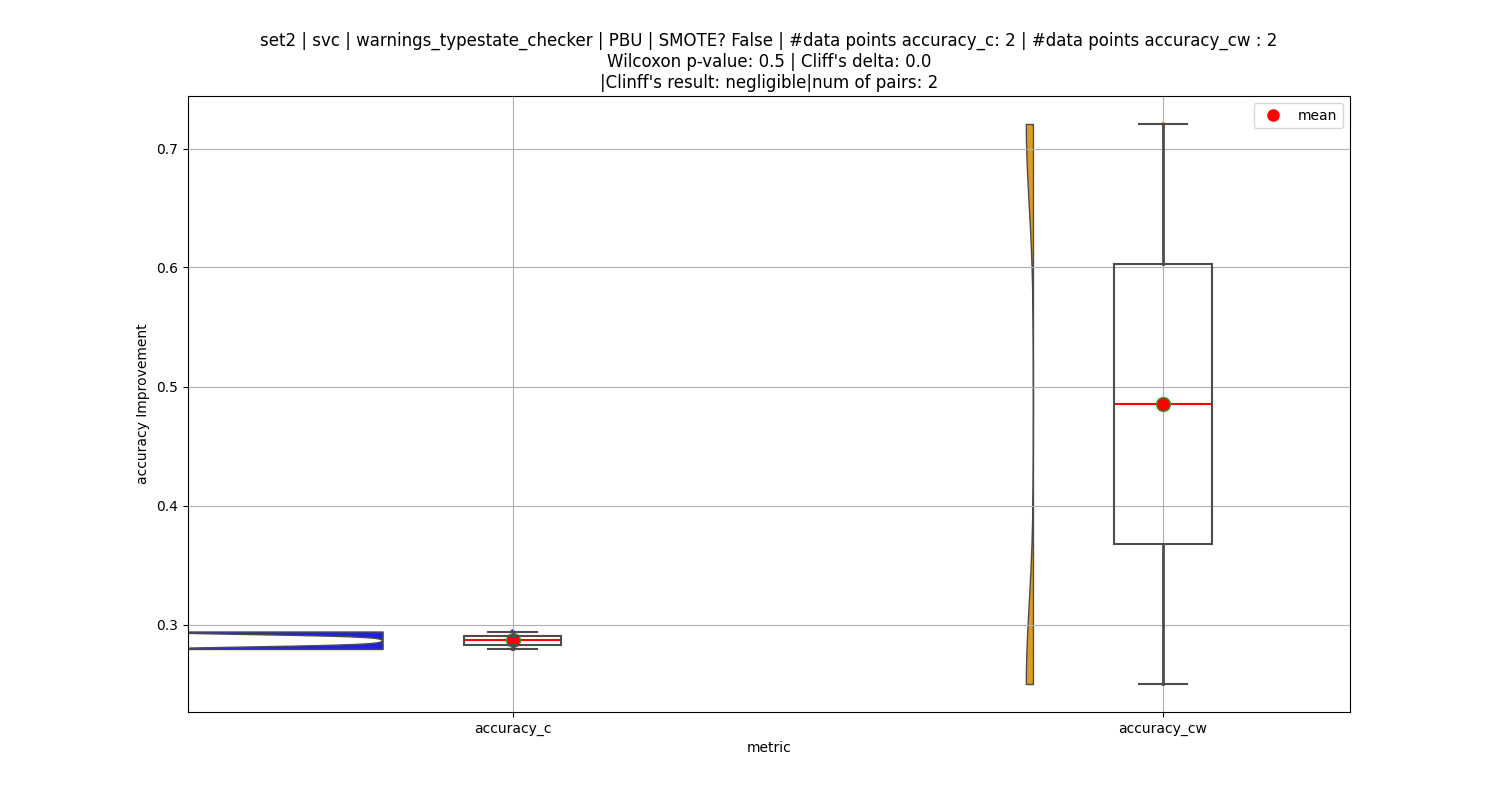 set2 | svc | warnings_typestate_checker | PBU | SMOTE? False | #data points accuracy_c: 2 | #data points accuracy_cw : 2
Wilcoxon p-value: 0.5 | Cliff's delta: 0.0
|Clinff's result: negligible|num of pairs: 2
mean
0.7
0.6
0.5
0.4
0.3
accuracy Improvement
accuracy_c
accuracy_cw
metric